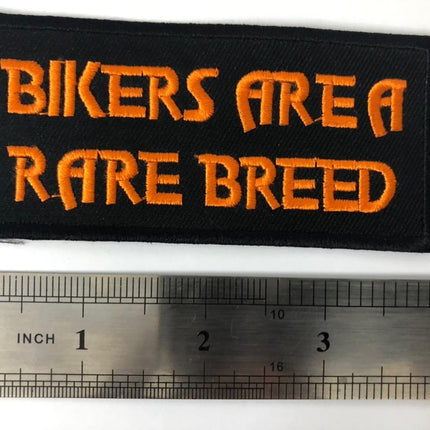 BIKERS ARE A
RARE BREED
10
INCH 1 2 3
16